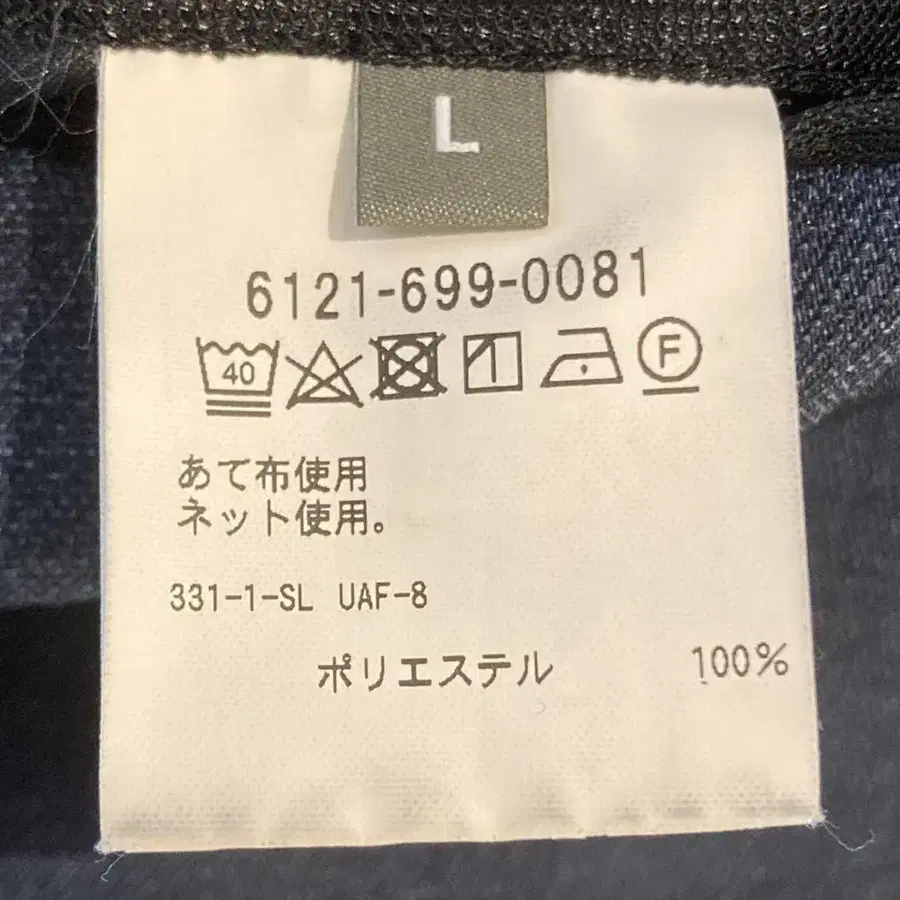 L
6121-699-0081
40 F
あて布使用
ネット使用。
331-1-SL UAF-8
ポリエステル 100%